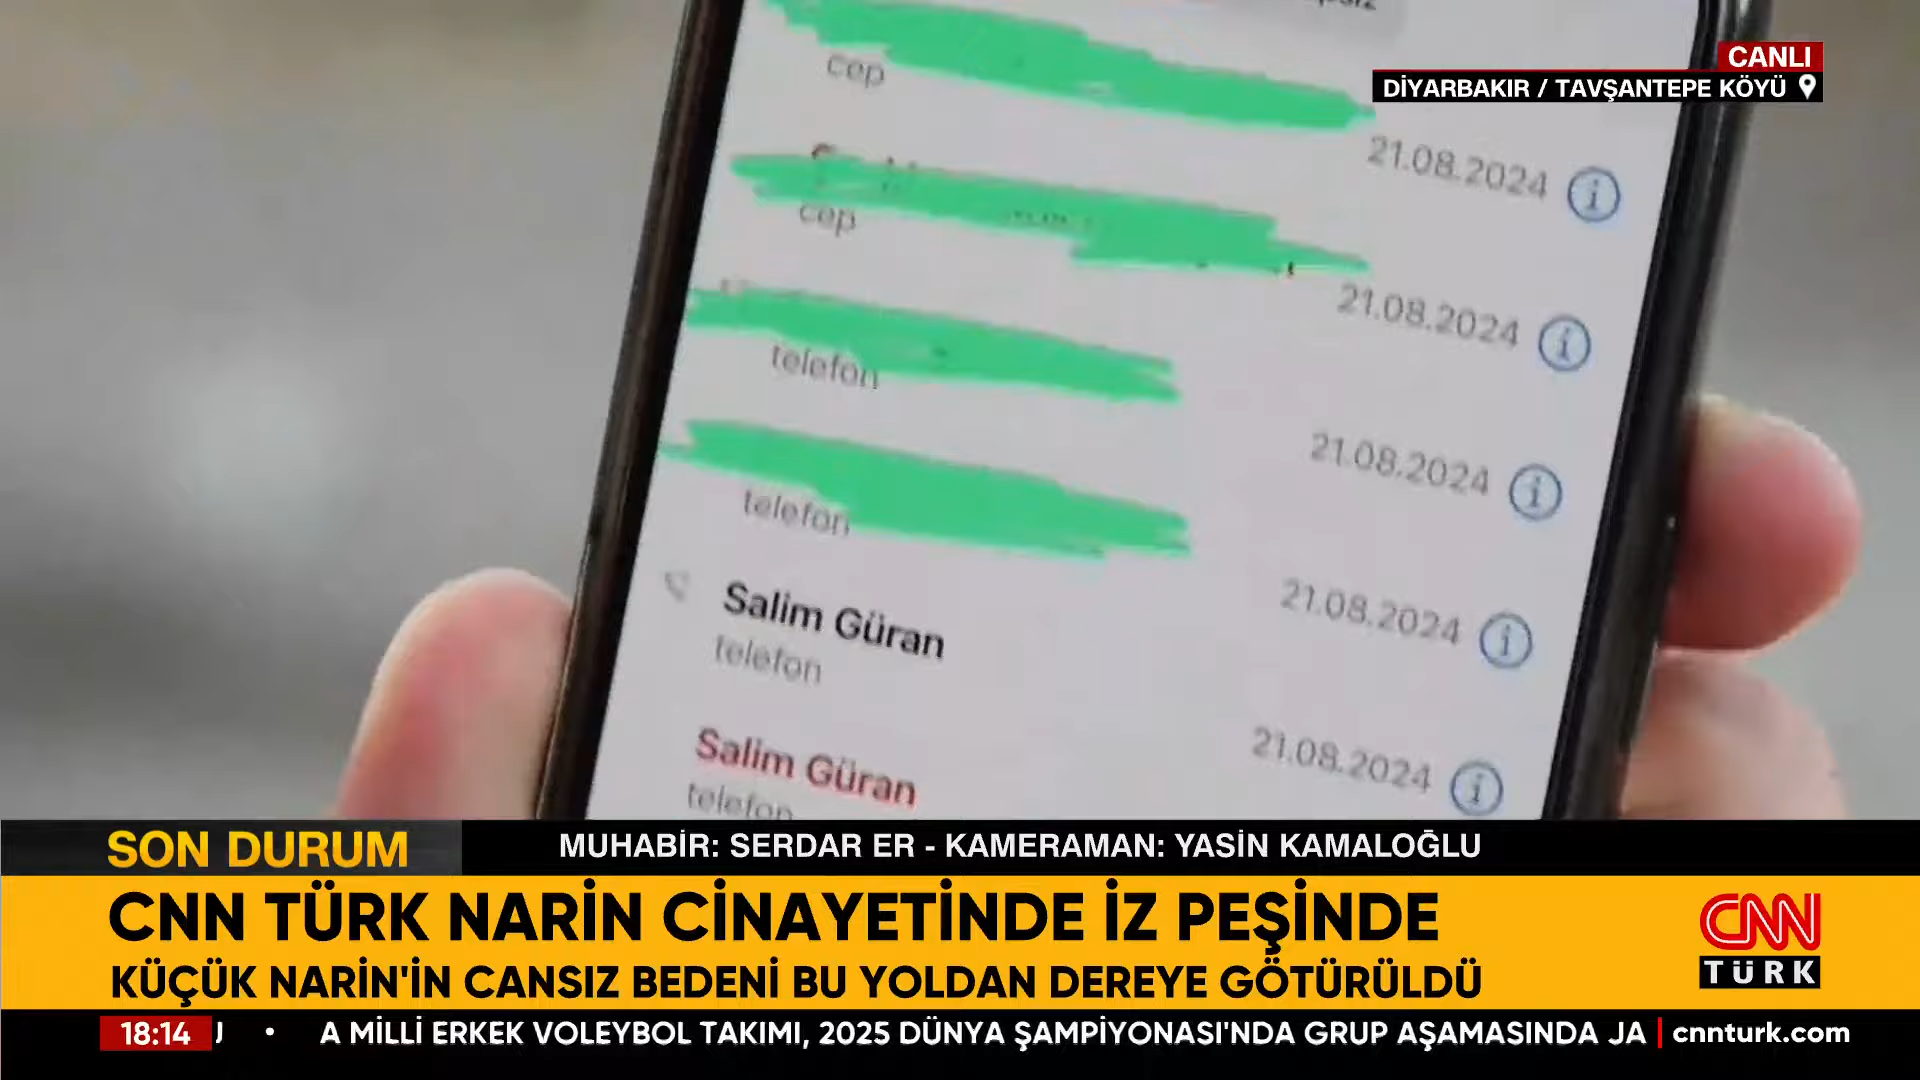 CANLI
DİYARBAKIR / TAVŞANTEPE KÖYÜ
cep
21.08.2024
cep
21.08.2024
telefon
21.08.2024
telefon
21.08.2024
Salim Güran
telefon
21.08.2024
Salim Güran
telefon
SON DURUM
MUHABİR: SERDAR ER - KAMERAMAN: YASİN KAMALOĞLU
CNN TÜRK NARİN CİNAYETİNDE İZ PEŞİNDE
KÜÇÜK NARİN'İN CANSIZ BEDENİ BU YOLDAN DEREYE GÖTÜRÜLDÜ
CNN
TÜRK
18:14
• A MİLLİ ERKEK VOLEYBOL TAKIMI, 2025 DÜNYA ŞAMPİYONASI'NDA GRUP AŞAMASINDA JA
cnnturk.com